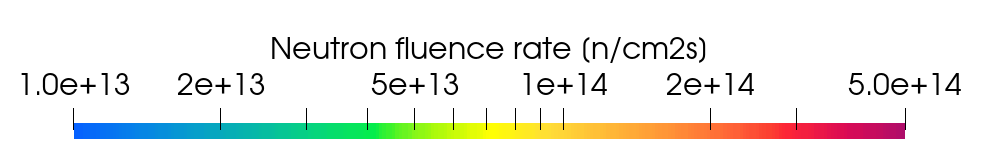 Neutron fluence rate (n/cm2s)
1.0e+13 2e+13 5e+13 1e+14 2e+14 5.0e+14